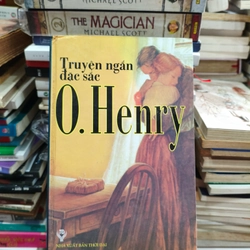 MICHAEL SCOTT
THE MAGICIAN
MICHAEL SCOTT
Truyện ngắn
đặc sắc
O.Henry